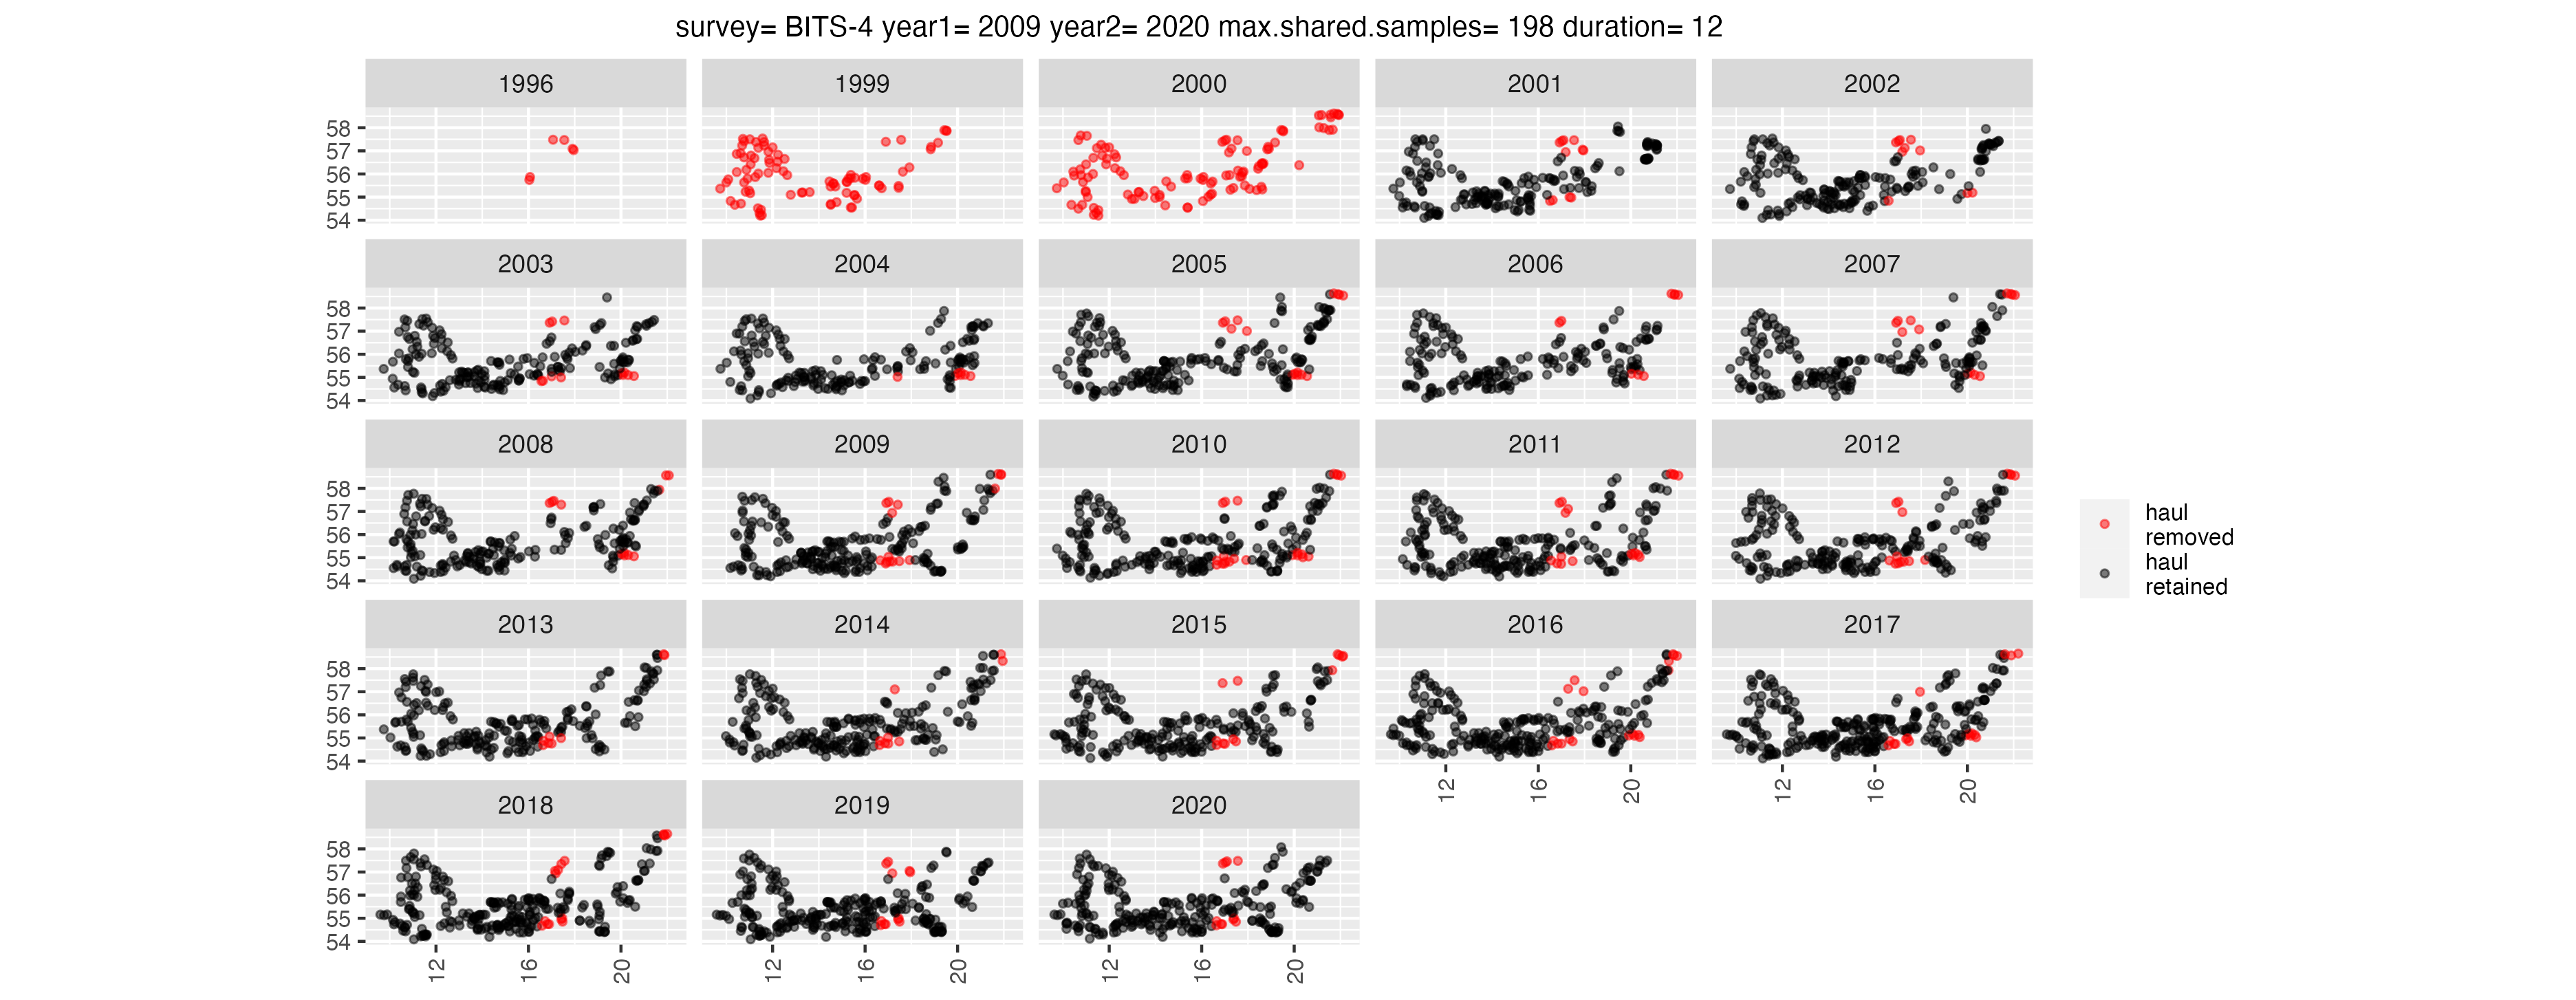 survey= BITS-4 year1= 2009 year2= 2020 max.shared.samples= 198 duration= 12
1996 1999 2000 2001 2002
58
57
56
55
54
2003 2004 2005 2006 2007
58
57
56
55
54
2008 2009 2010 2011 2012
58
57
56
55
54
haul
removed
haul
retained
2013 2014 2015 2016 2017
58
57
56
55
54
12 16 20 12 16 20
2018 2019 2020
58
57
56
55
54
12 16 20 12 16 20 12 16 20